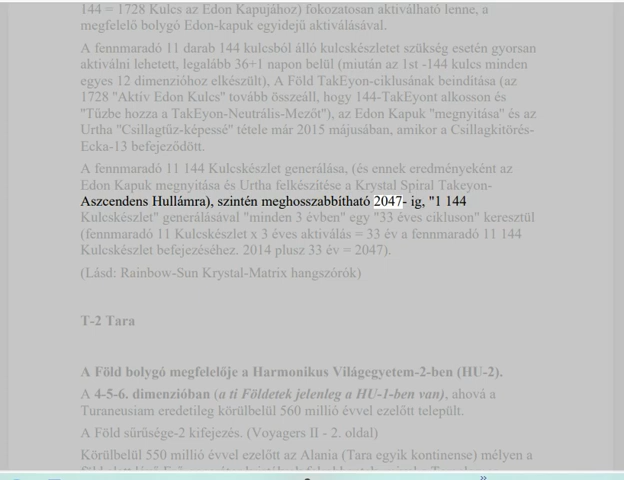 144 = 1728 Kulcs az Edon Kapujához) fokozatosan aktiválható lenne, a
megfelelő bolygó Edon-kapuk egyidejű aktiválásával.
A fennmaradó 11 darab 144 kulcsból álló kulcskészletet szükség esetén gyorsan
aktiválni lehetett, legalább 36+1 napon belül (miután az 1st -144 kulcs minden
egyes 12 dimenzióhoz elkészült), A Föld TakEyon-ciklusának beindítása (az
1728 "Aktív Edon Kulcs" tovább összeáll, hogy 144-TakEyont alkosson és
"Tűzbe hozza a TakEyon-Neutrális-Mezőt"), az Edon Kapuk "megnyitása" és az
Urtha "Csillagtűz-képessé" tétele már 2015 májusában, amikor a Csillagkitörés-
Ecka-13 befejeződött.
A fennmaradó 11 144 Kulcskészlet generálása, (és ennek eredményeként az
Edon Kapuk megnyitása és Urtha felkészítése a Krystal Spiral Takeyon-
Aszcendens Hullámra), szintén meghosszabbítható 2047- ig, "1 144
Kulcskészlet" generálásával "minden 3 évben" egy "33 éves cikluson" keresztül
(fennmaradó 11 Kulcskészlet x 3 éves aktiválás = 33 év a fennmaradó 11 144
Kulcskészlet befejezéséhez. 2014 plusz 33 év = 2047).
(Lásd: Rainbow-Sun Krystal-Matrix hangszórók)
T-2 Tara
A Föld bolygó megfelelője a Harmonikus Világegyetem-2-ben (HU-2).
A 4-5-6. dimenzióban (a ti Földetek jelenleg a HU-1-ben van), ahová a
Turaneusiam eredetileg körülbelül 560 millió évvel ezelőtt települt.
A Föld sűrűsége-2 kifejezés. (Voyagers II - 2. oldal)
Körülbelül 550 millió évvel ezelőtt az Alania (Tara egyik kontinense) mélyen a